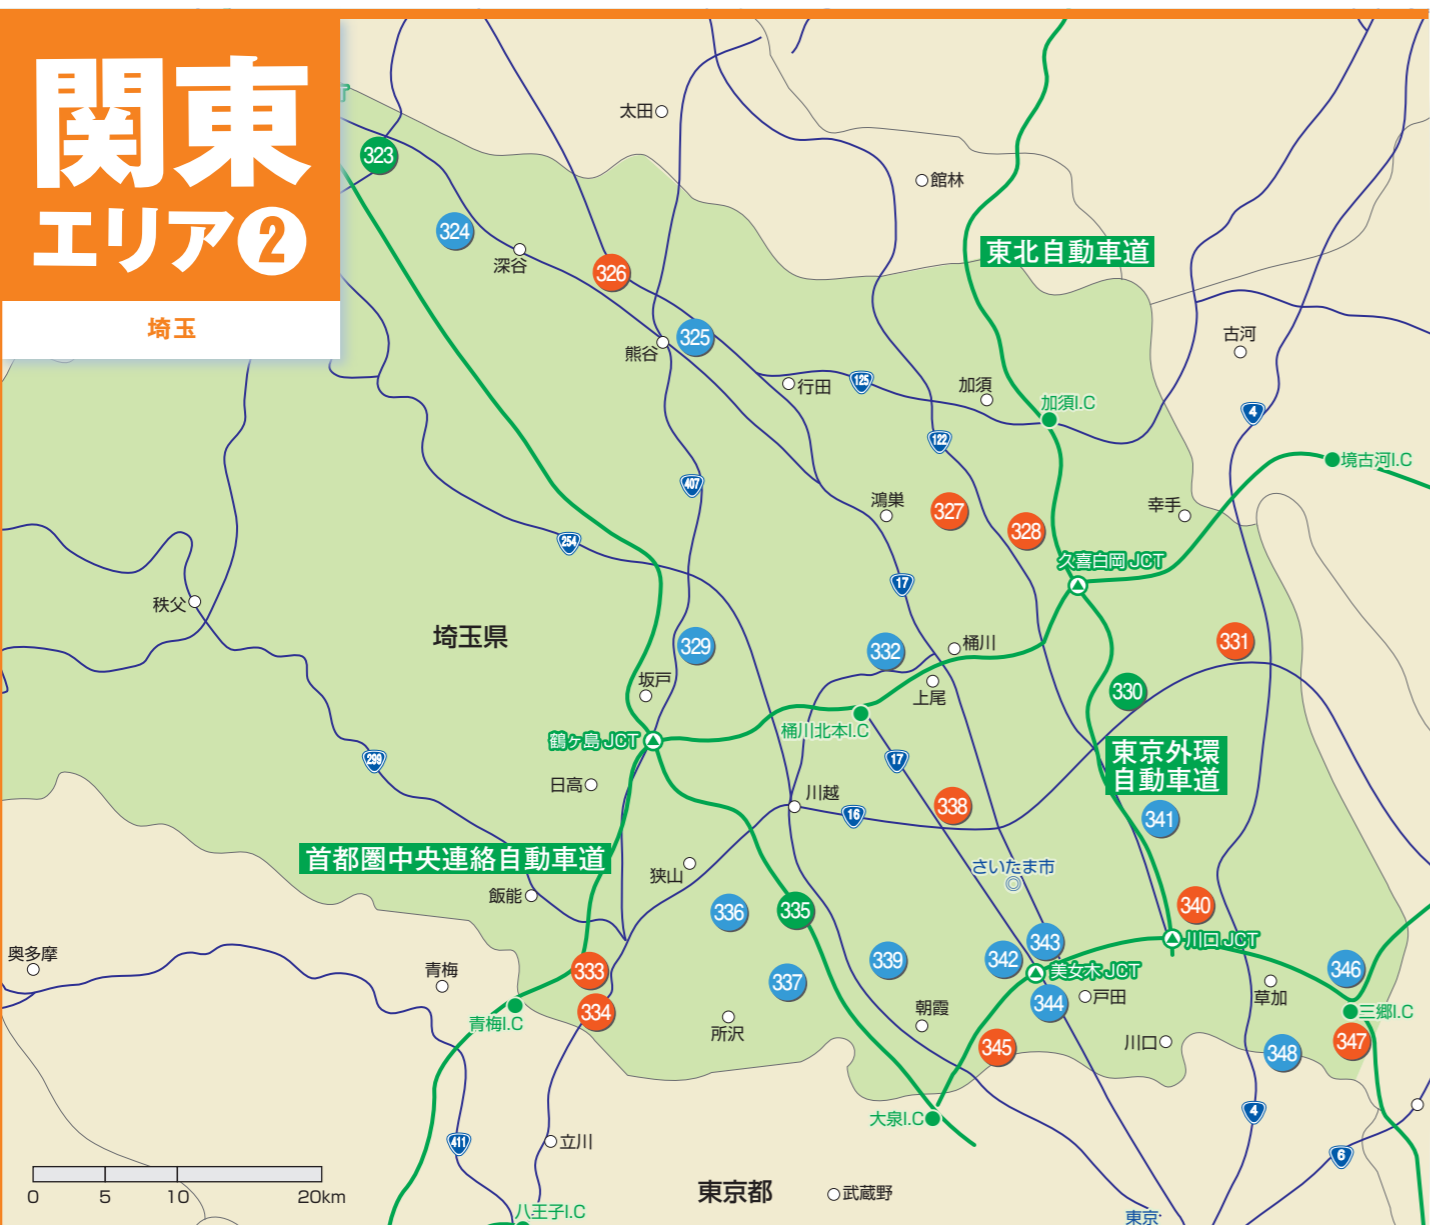 関東
エリア2
埼玉
庁
323
太田
館林
324
深谷
326
東北自動車道
325
熊谷
行田
125
加須
加須I.C
古河
4
122
境古河I.C
407
鴻巣
327
328
幸手
254
久喜白岡JCT
17
秩父
埼玉県
329
332
桶川
331
坂戸
上尾
330
鶴ヶ島JCT
桶川北本I.C
299
17
東京外環
自動車道
日高
川越
16
338
341
首都圏中央連絡自動車道
狭山
さいたま市
飯能
336
335
340
奥多摩
青梅
333
337
339
342
343
川口JCT
美女木JCT
346
334
青梅I.C
所沢
朝霞
344
戸田
草加
三郷I.C
345
川口
348
347
大泉I.C
4
411
立川
6
0 5 10 20km
東京都
武蔵野
八王子I.C
東京